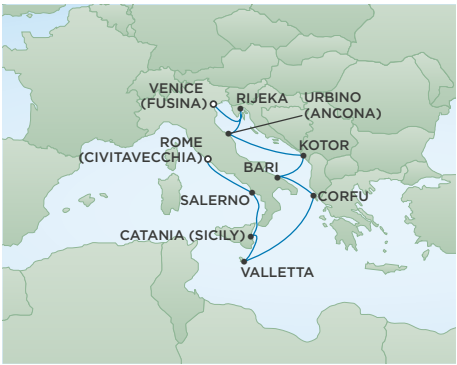 VENICE
(FUSINA)
RIJEKA
URBINO
(ANCONA)
ROME
(CIVITAVECCHIA)
KOTOR
BARI
SALERNO
CORFU
CATANIA (SICILY)
VALLETTA